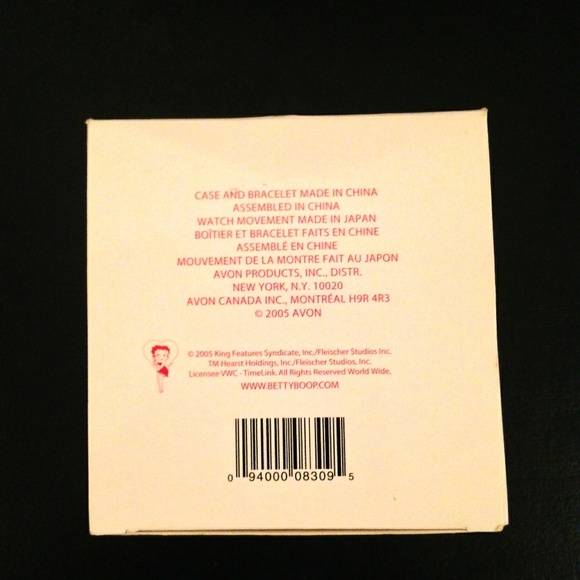 CASE AND BRACELET MADE IN CHINA
ASSEMBLED IN CHINA
WATCH MOVEMENT MADE IN JAPAN
BOÎTIER ET BRACELET FAITS EN CHINE
ASSEMBLÉ EN CHINE
MOUVEMENT DE LA MONTRE FAIT AU JAPON
AVON PRODUCTS, INC., DISTR.
NEW YORK, N.Y. 10020
AVON CANADA INC., MONTRÉAL H9R 4R3
© 2005 AVON
© 2005 King Features Syndicate, Inc./Fleischer Studios Inc.
TM Hearst Holdings, Inc./Fleischer Studios, Inc.
Licensee VWC - TimeLink. All Rights Reserved World Wide.
WWW.BETTYBOOP.COM
0 94000 08309 5